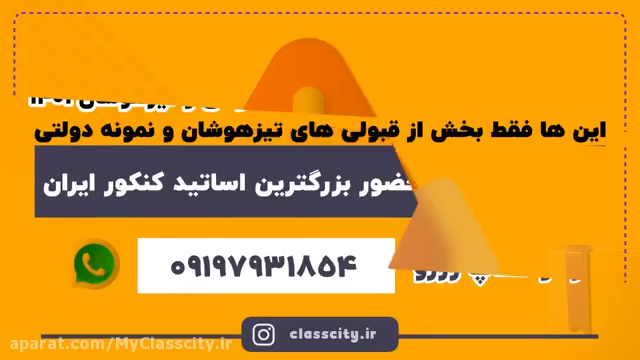 این ها فقط بخش از قبولی های تیزهوشان و نمونه دولتی
حضور بزرگترین اساتید کنکور ایران
۰۹۱۹۷۹۳۱۸۵۴
classcity.ir
aparat.com/MyClasscity.ir